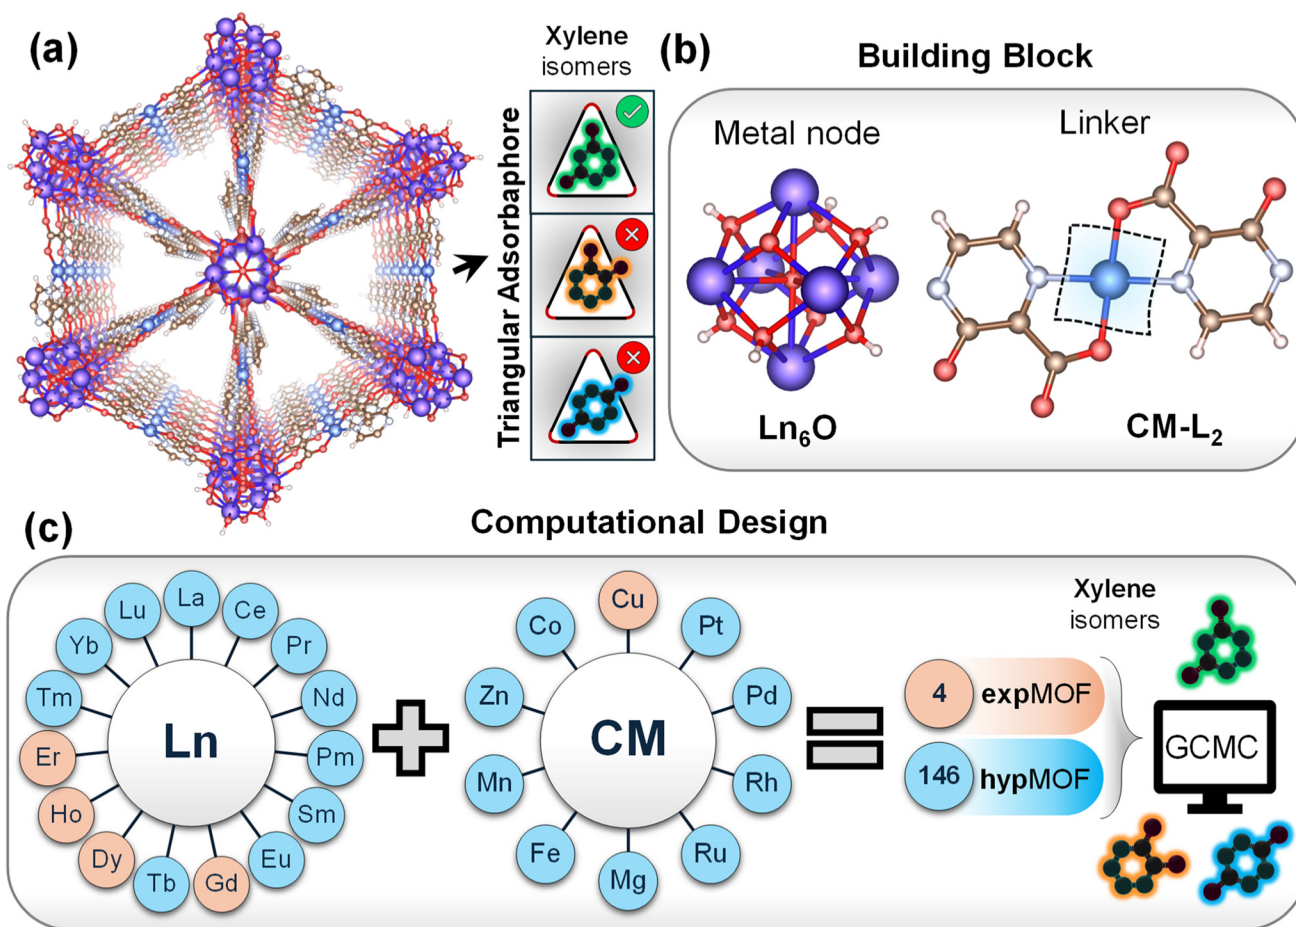 (a)
Xylene
isomers
Triangular Adsorbaphore
(b)
Building Block
Metal node
Linker
Ln6O
CM-L2
(c)
Computational Design
Ln
La
Ce
Pr
Nd
Pm
Sm
Eu
Gd
Tb
Dy
Ho
Er
Tm
Yb
Lu
CM
Cu
Pt
Pd
Rh
Ru
Mg
Fe
Mn
Zn
Co
4 expMOF
146 hypMOF
Xylene
isomers
GCMC